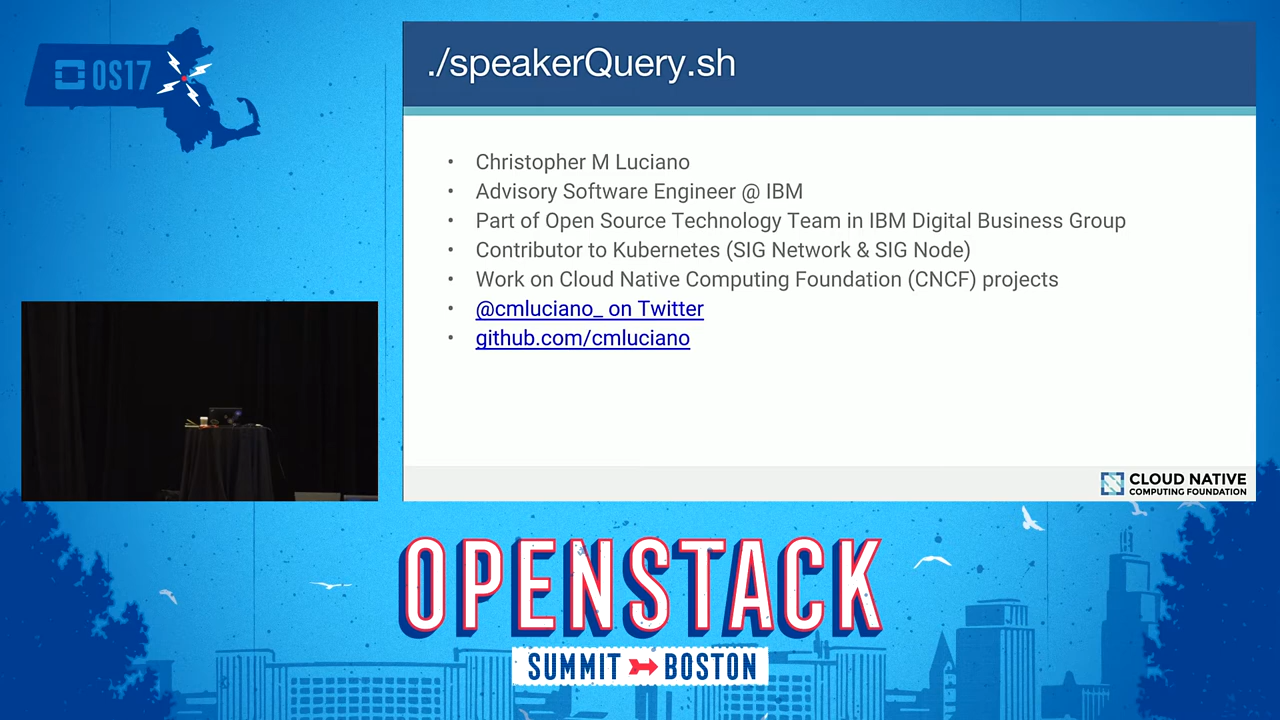 OS17
./speakerQuery.sh
• Christopher M Luciano
• Advisory Software Engineer @ IBM
• Part of Open Source Technology Team in IBM Digital Business Group
• Contributor to Kubernetes (SIG Network & SIG Node)
• Work on Cloud Native Computing Foundation (CNCF) projects
• @cmluciano_ on Twitter
• github.com/cmluciano
CLOUD NATIVE
COMPUTING FOUNDATION
OPENSTACK
SUMMIT BOSTON